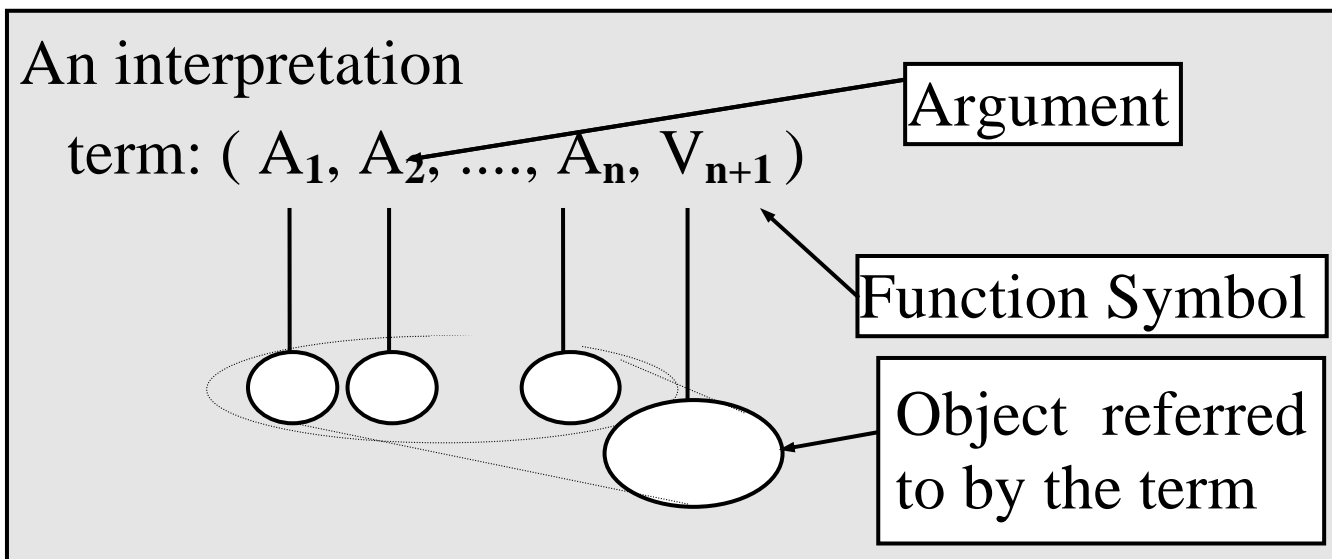 An interpretation
Argument
term: ( A1, A2, ...., An, Vn+1 )
Function Symbol
Object referred
to by the term